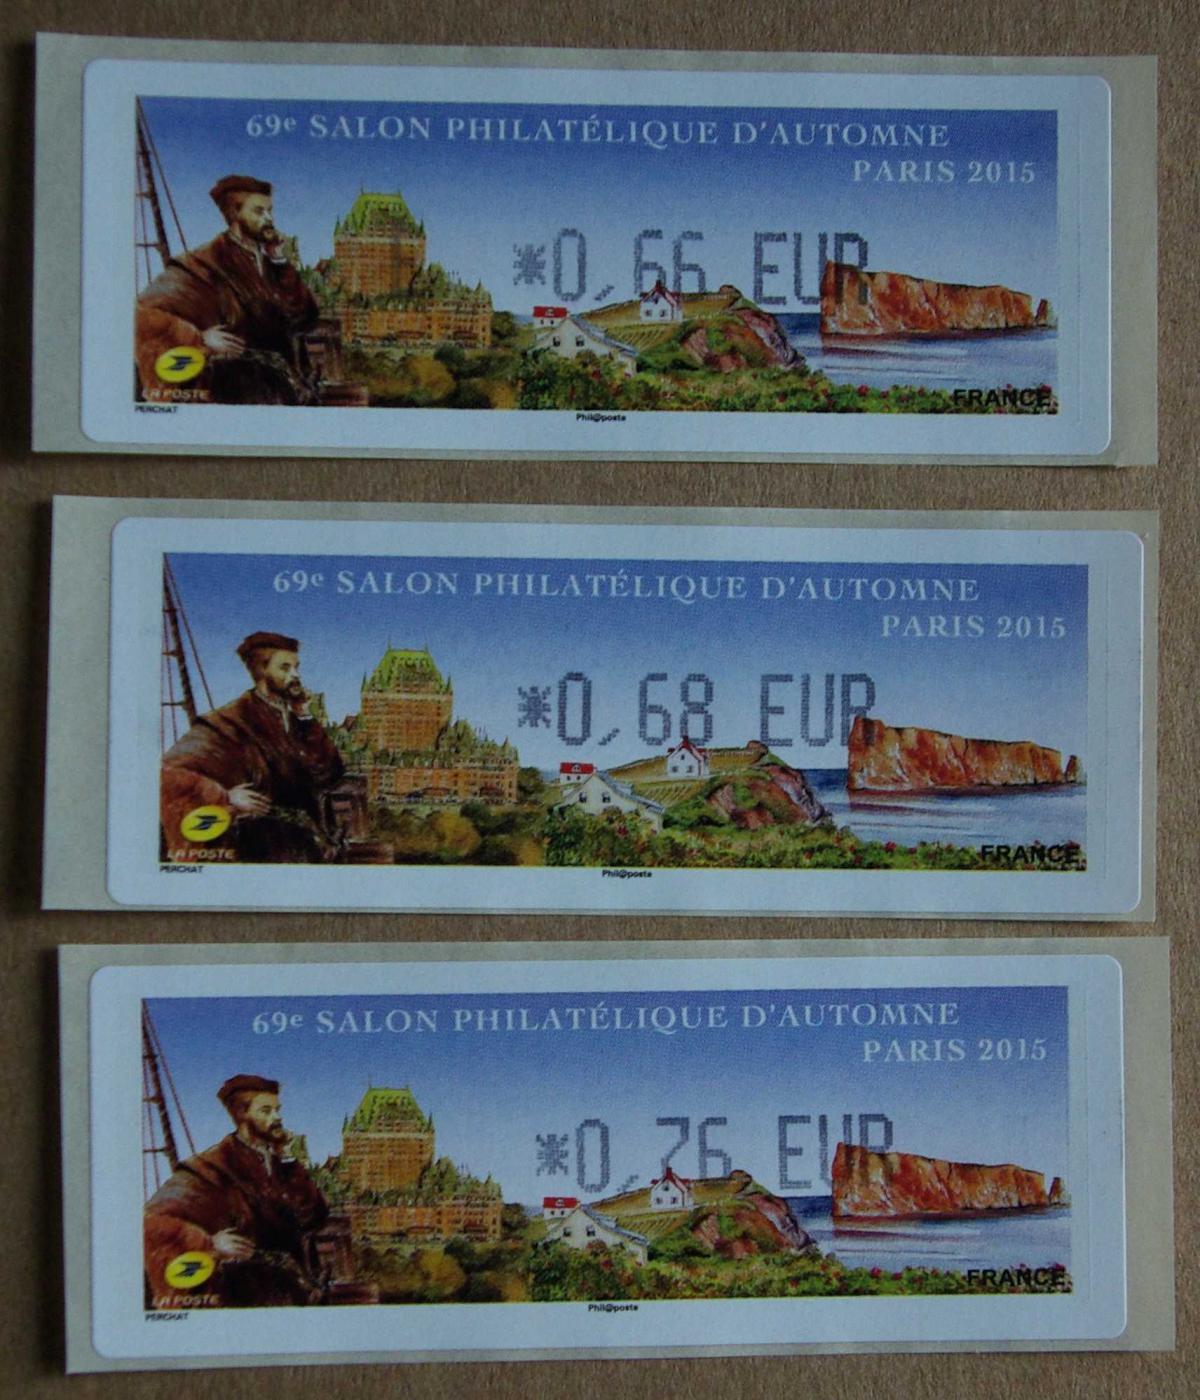 69e SALON PHILATÉLIQUE D'AUTOMNE
PARIS 2015
*0,66 EUR
LA POSTE
FRANCE
PERCHAT
Phil@poste
69e SALON PHILATÉLIQUE D'AUTOMNE
PARIS 2015
*0,68 EUR
LA POSTE
FRANCE
PERCHAT
Phil@poste
69e SALON PHILATÉLIQUE D'AUTOMNE
PARIS 2015
*0,76 EUR
LA POSTE
FRANCE
PERCHAT
Phil@poste